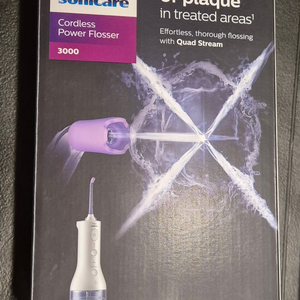 sonicare
Cordless
Power Flosser
3000
of plaque
in treated areas¹
Effortless, thorough flossing
with Quad Stream